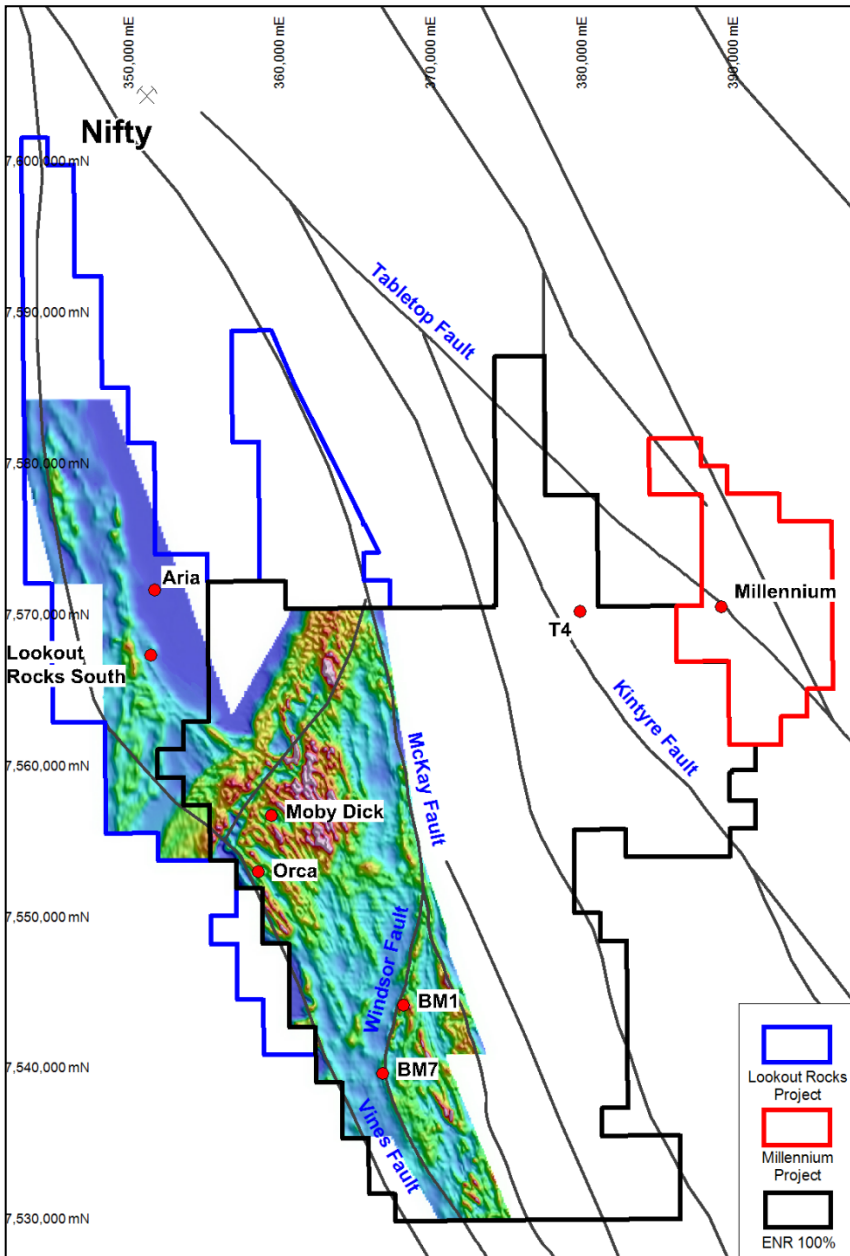 350,000 mE
360,000 mE
370,000 mE
380,000 mE
390,000 mE
Nifty
7,600,000 mN
7,590,000 mN
Tabletop Fault
7,580,000 mN
Aria
Millennium
7,570,000 mN
T4
Lookout
Rocks South
Kintyre Fault
McKay Fault
7,560,000 mN
Moby Dick
Orca
7,550,000 mN
Windsor Fault
BM1
7,540,000 mN
BM7
Vines Fault
7,530,000 mN
Lookout Rocks
Project
Millennium
Project
ENR 100%